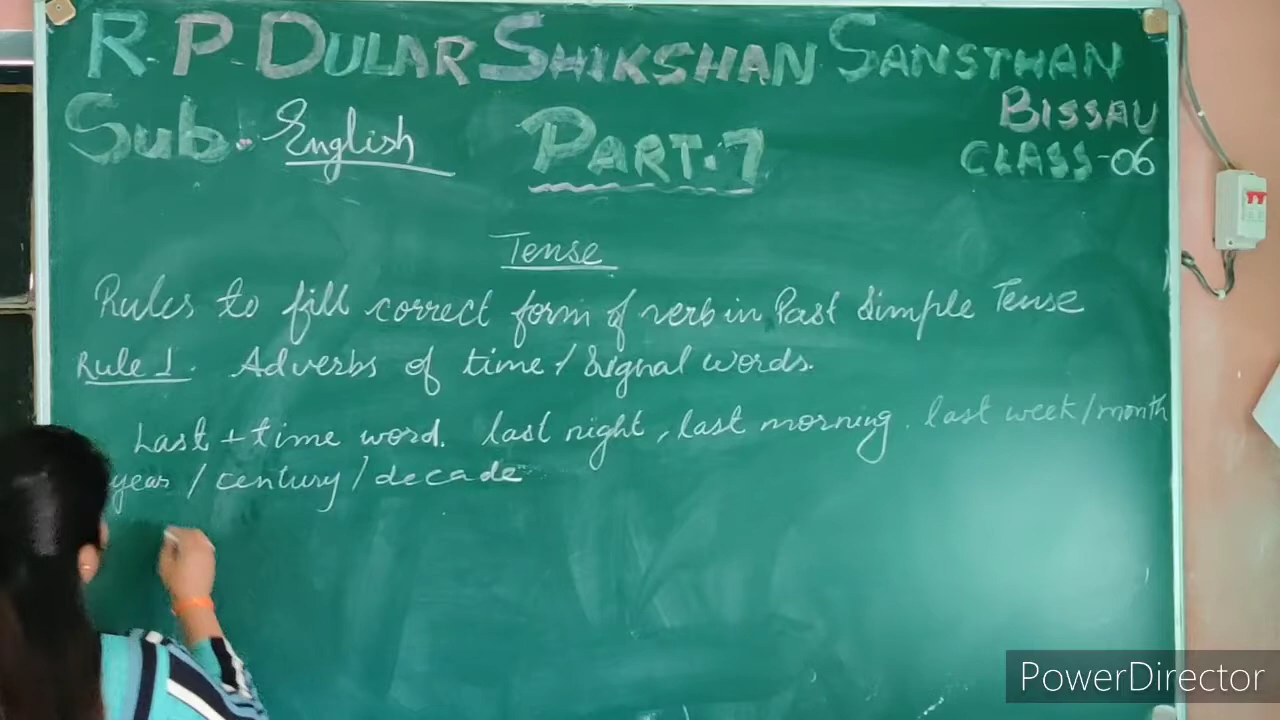 R.P. DULAR SHIKSHAN SANSTHAN
BISSAU
Sub. English PART.7
CLASS-06
Tense
Rules to fill correct form of verb in Past Simple Tense
Rule 1. Adverbs of time / Signal words.
Last + time word. last night, last morning. last week/month
year / century / decade
PowerDirector